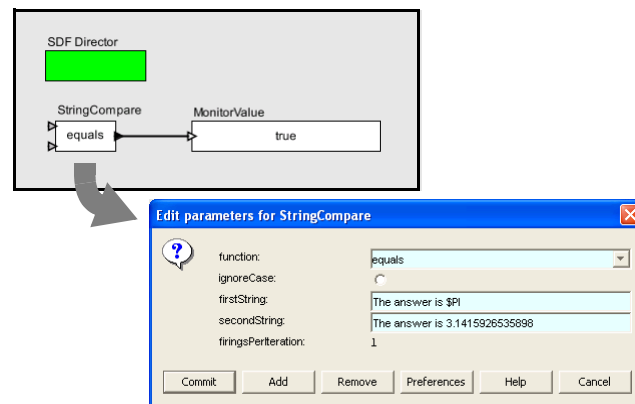 SDF Director
StringCompare
MonitorValue
equals
true
Edit parameters for StringCompare
?
function:
equals
ignoreCase:
firstString:
The answer is $PI
secondString:
The answer is 3.1415926535898
firingsPerIteration:
1
Commit
Add
Remove
Preferences
Help
Cancel